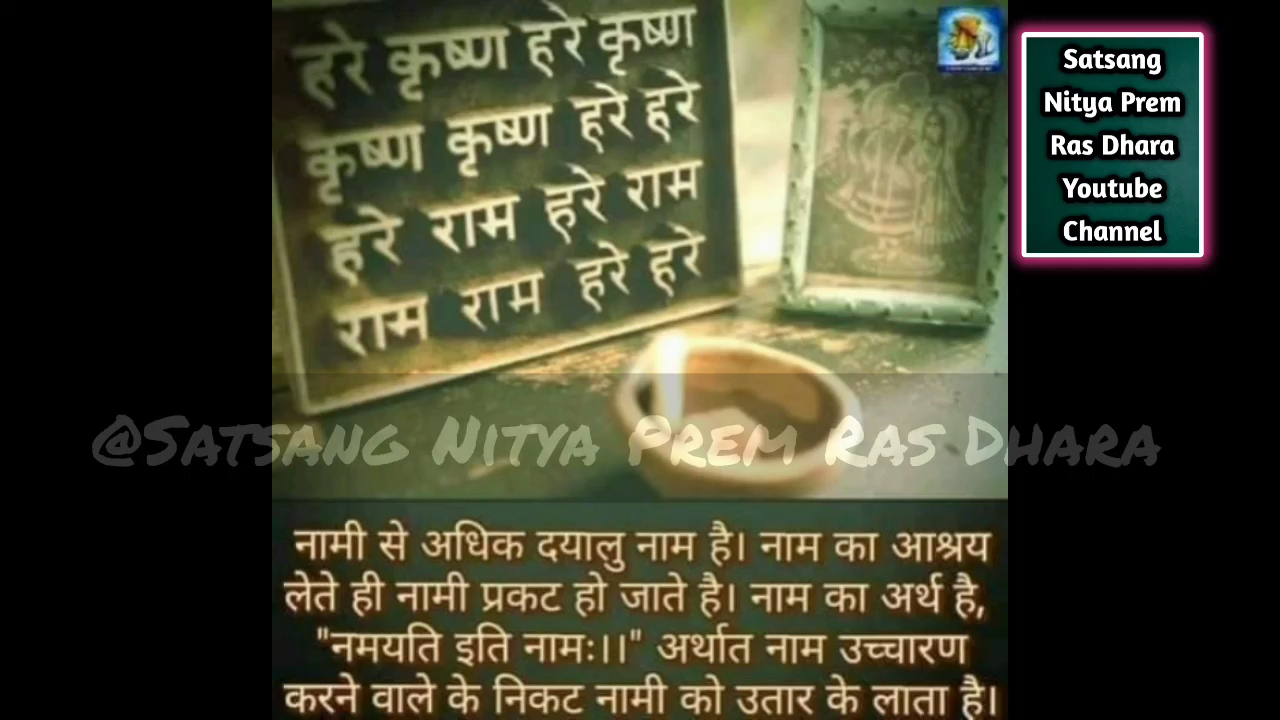 हरे कृष्ण हरे कृष्ण
कृष्ण कृष्ण हरे हरे
हरे राम हरे राम
राम राम हरे हरे
Satsang
Nitya Prem
Ras Dhara
Youtube
Channel
@Satsang Nitya Prem Ras Dhara
नामी से अधिक दयालु नाम है। नाम का आश्रय
लेते ही नामी प्रकट हो जाते है। नाम का अर्थ है,
"नमयति इति नामः।।" अर्थात नाम उच्चारण
करने वाले के निकट नामी को उतार के लाता है।